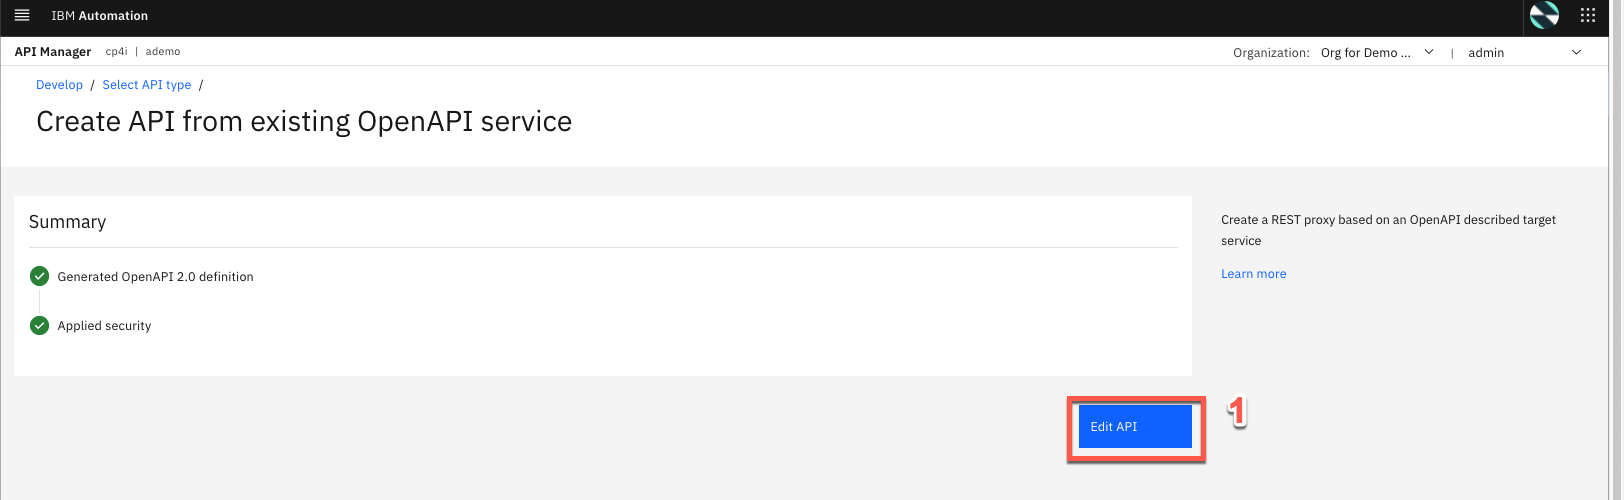 IBM Automation
API Manager cp4i | ademo
Organization: Org for Demo ... | admin
Develop / Select API type /
Create API from existing OpenAPI service
Summary
Generated OpenAPI 2.0 definition
Applied security
Create a REST proxy based on an OpenAPI described target
service
Learn more
Edit API
1